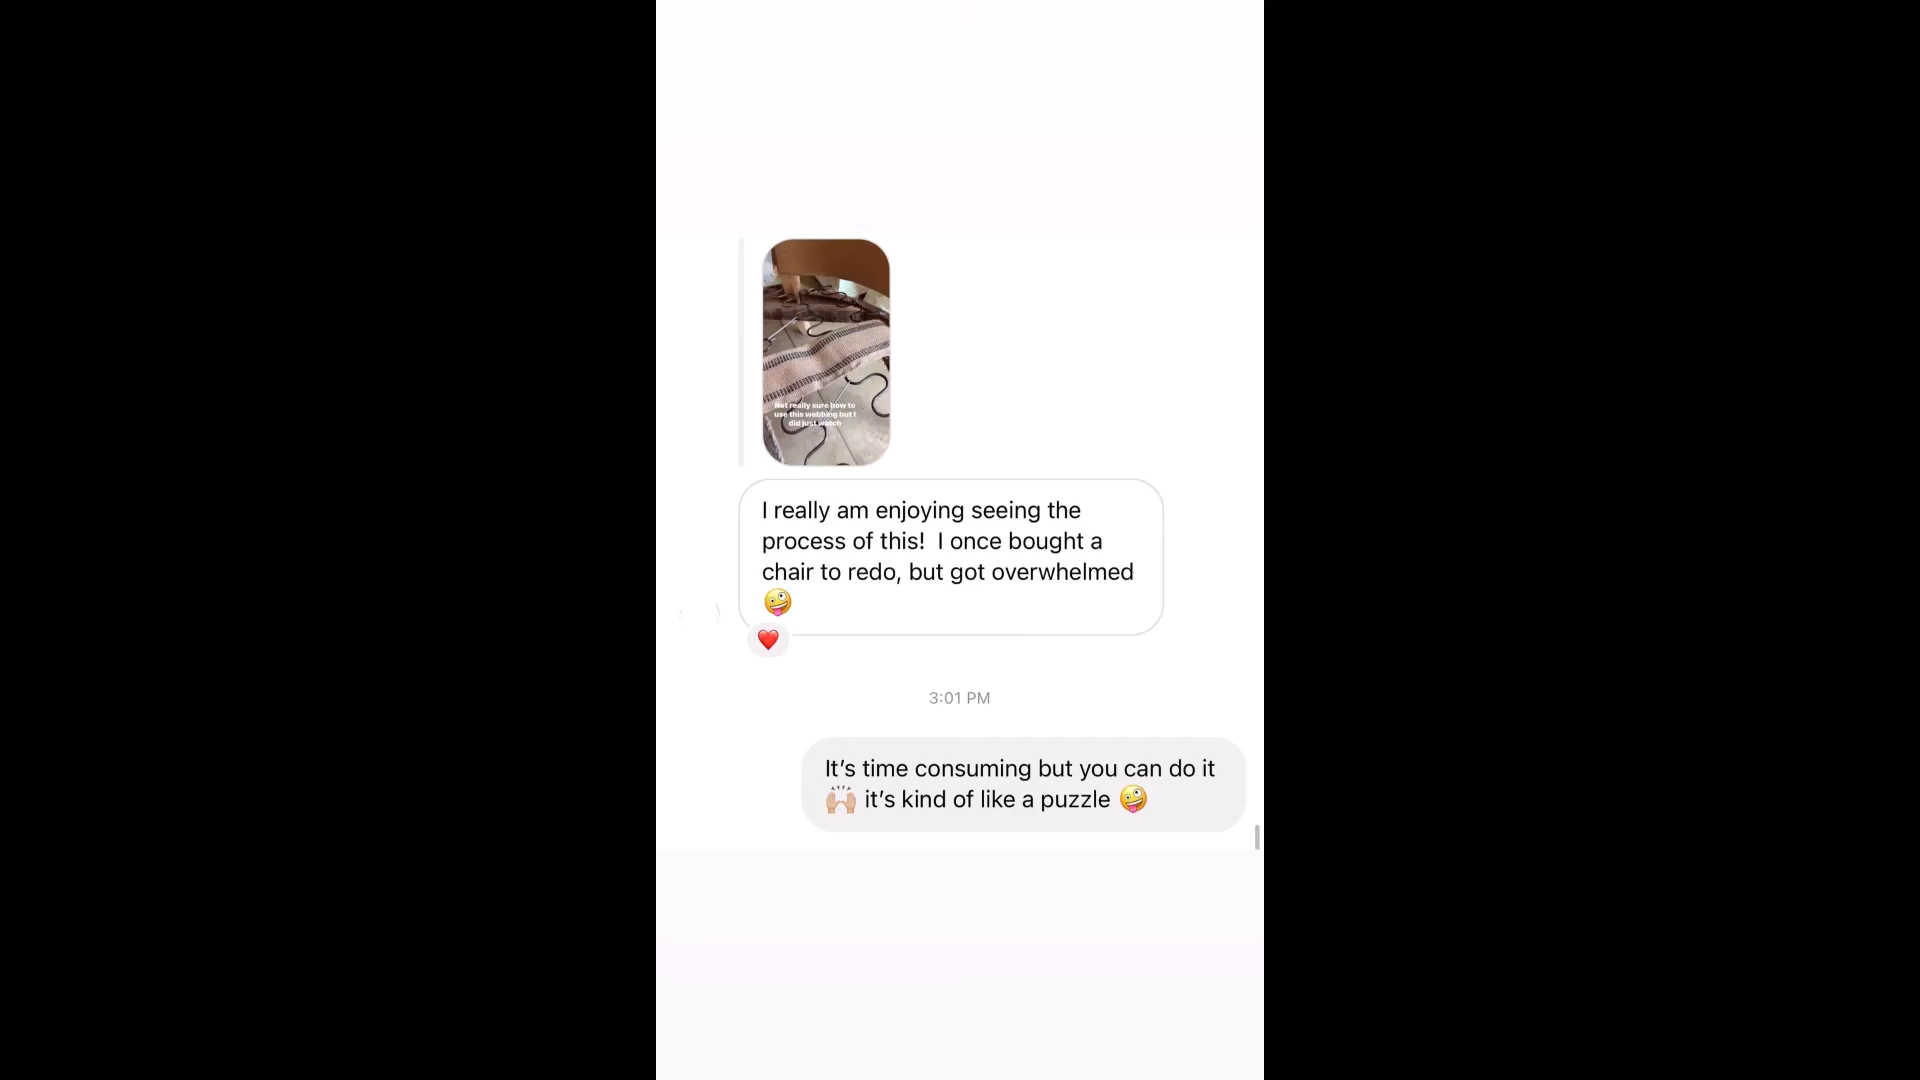 Not really sure how to
use this webbing but I
did just watch
I really am enjoying seeing the
process of this!  I once bought a
chair to redo, but got overwhelmed
🤪
❤️
3:01 PM
It’s time consuming but you can do it
🙌🏼 it’s kind of like a puzzle 🤪